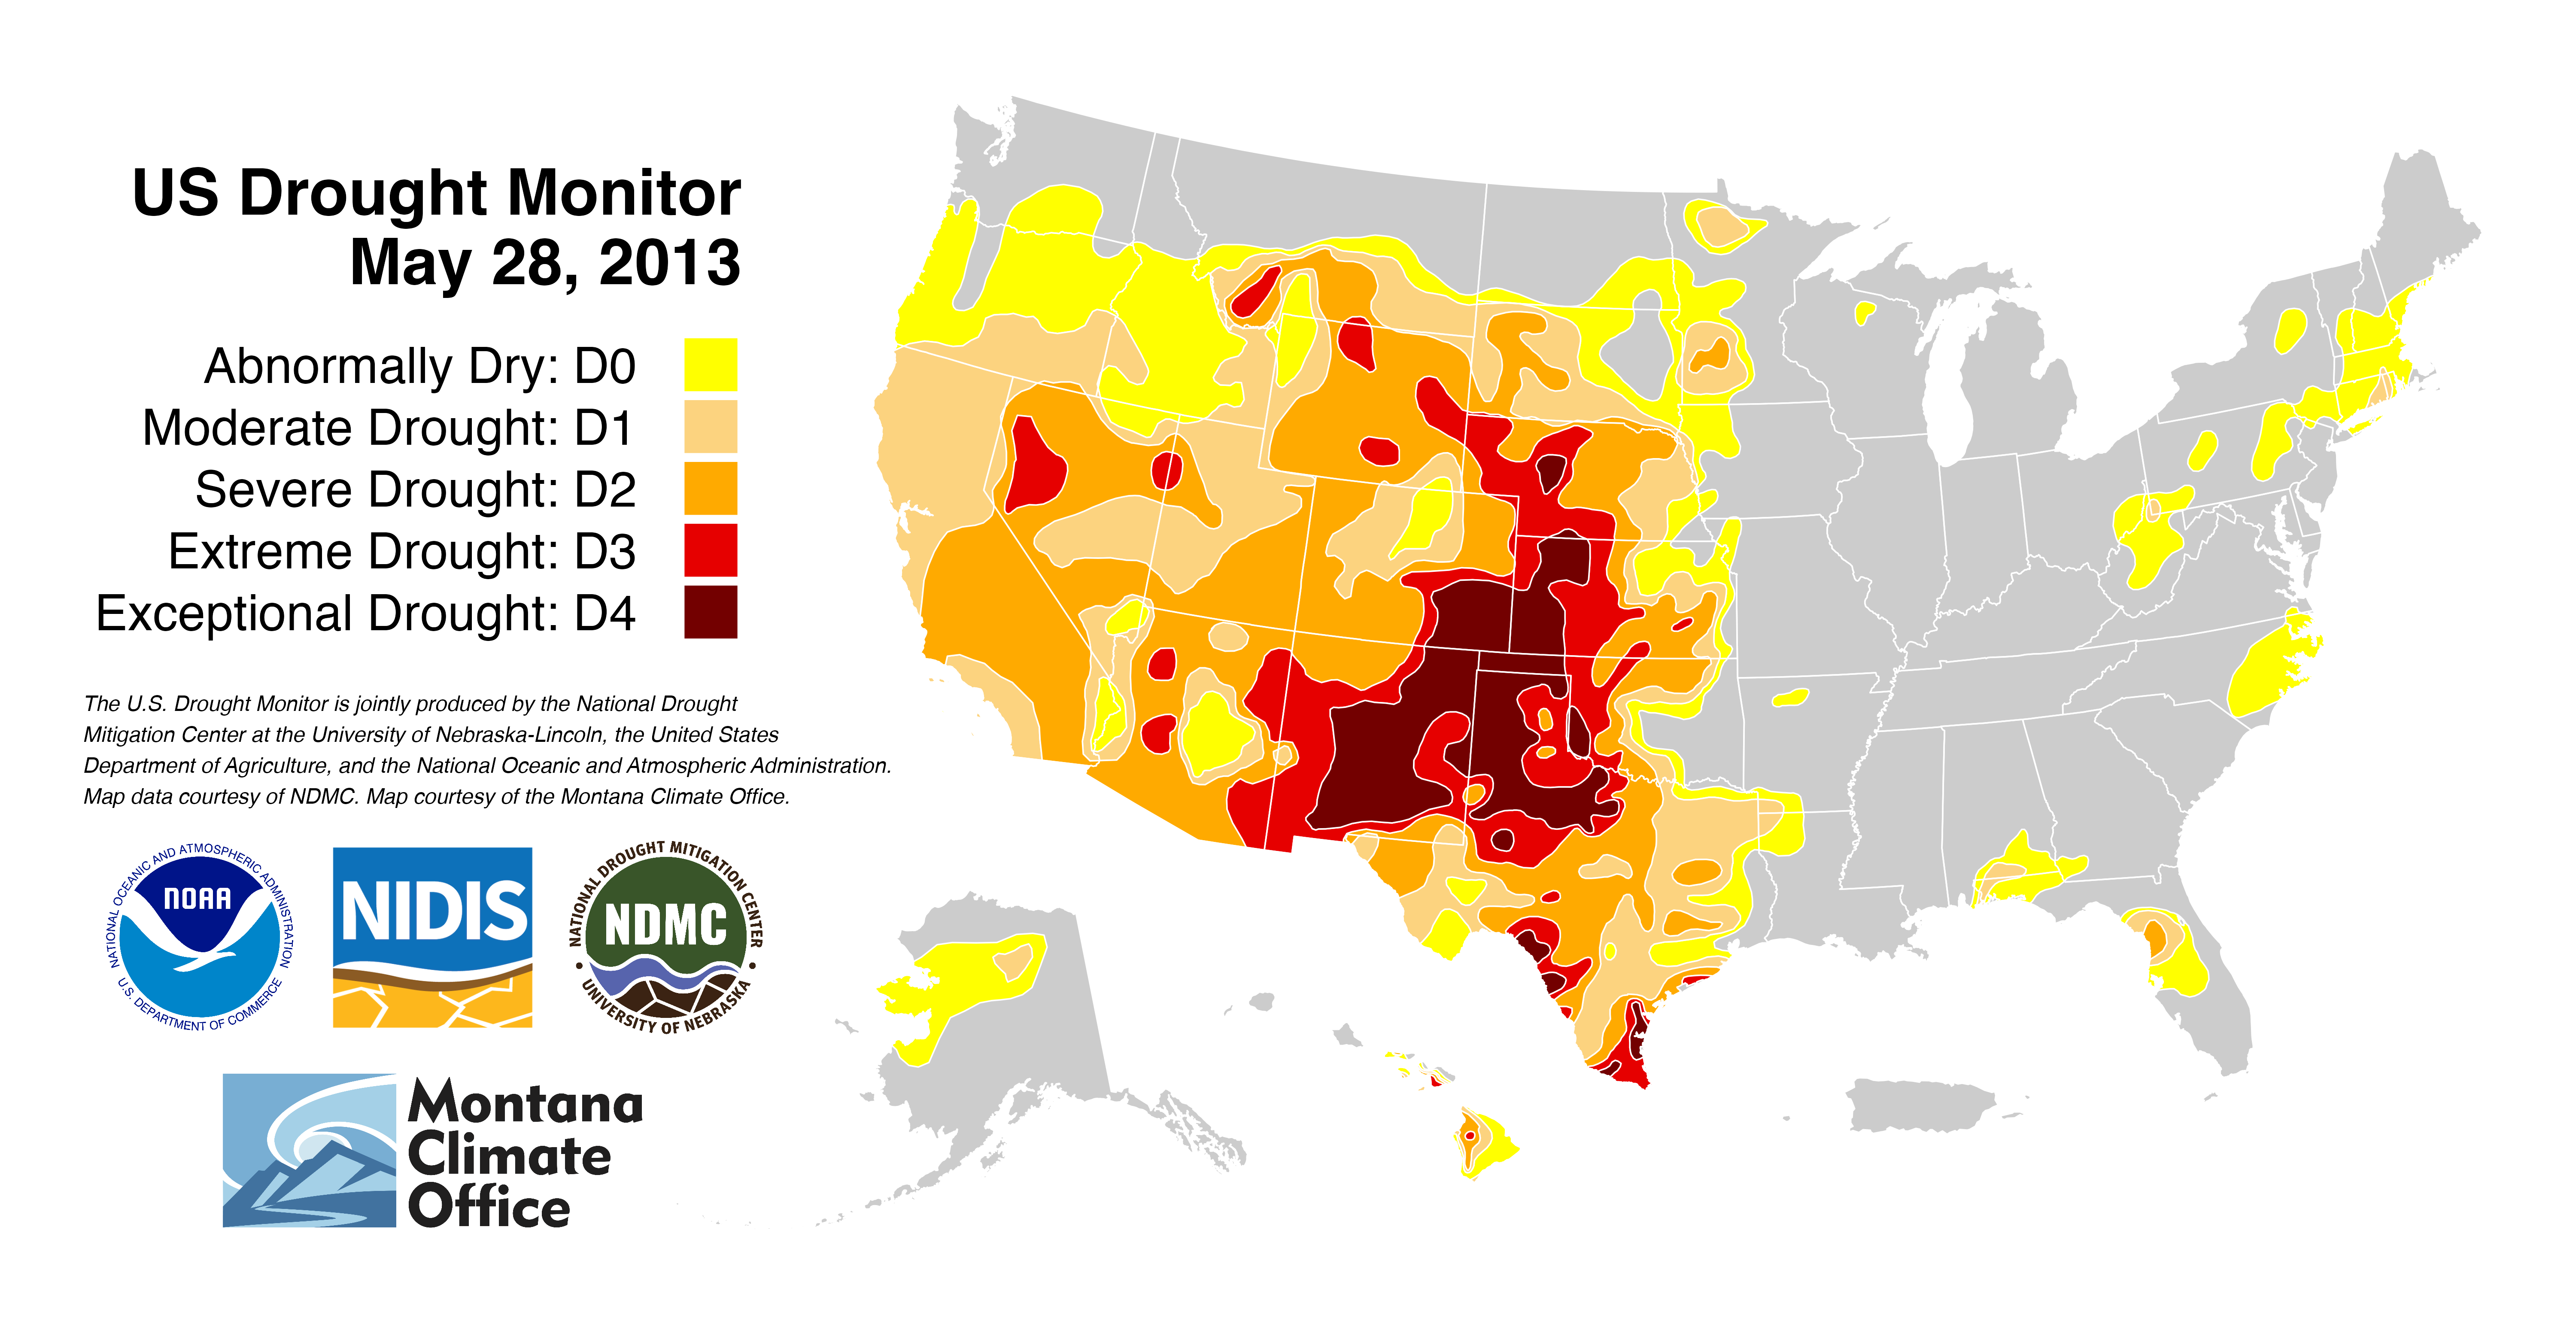 US Drought Monitor
May 28, 2013
Abnormally Dry: D0
Moderate Drought: D1
Severe Drought: D2
Extreme Drought: D3
Exceptional Drought: D4
The U.S. Drought Monitor is jointly produced by the National Drought
Mitigation Center at the University of Nebraska-Lincoln, the United States
Department of Agriculture, and the National Oceanic and Atmospheric Administration.
Map data courtesy of NDMC. Map courtesy of the Montana Climate Office.
NATIONAL OCEANIC AND ATMOSPHERIC ADMINISTRATION
NOAA
U.S. DEPARTMENT OF COMMERCE
NIDIS
NATIONAL DROUGHT MITIGATION CENTER
NDMC
UNIVERSITY OF NEBRASKA
Montana
Climate
Office